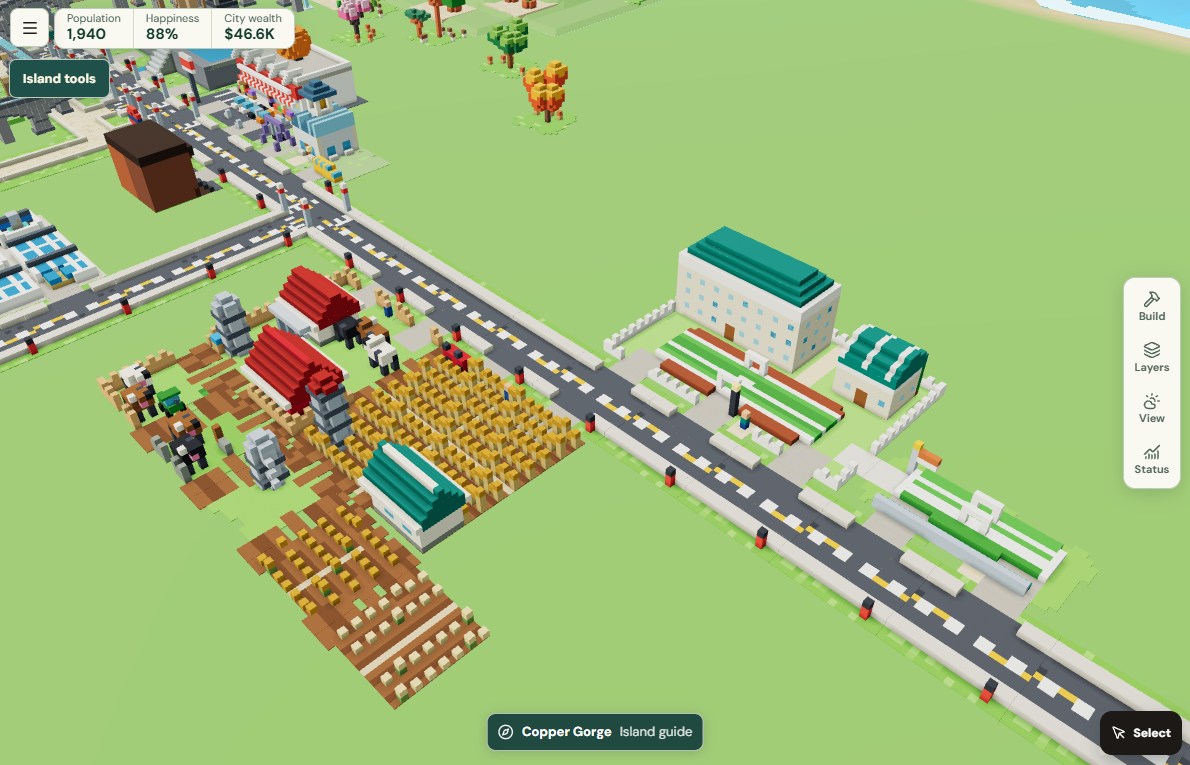 Population
1,940
Happiness
88%
City wealth
$46.6K
Island tools
Build
Layers
View
Status
Copper Gorge Island guide
Select